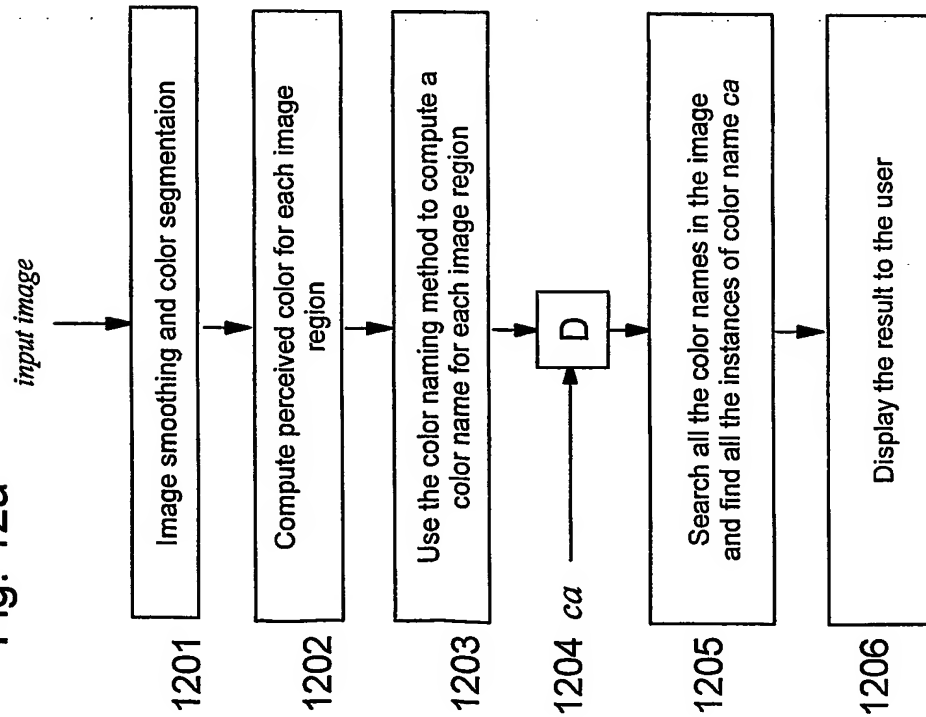 Fig. 12a
input image
1201
Image smoothing and color segmentaion
1202
Compute perceived color for each image
region
1203
Use the color naming method to compute a
color name for each image region
1204
ca
D
1205
Search all the color names in the image
and find all the instances of color name ca
1206
Display the result to the user